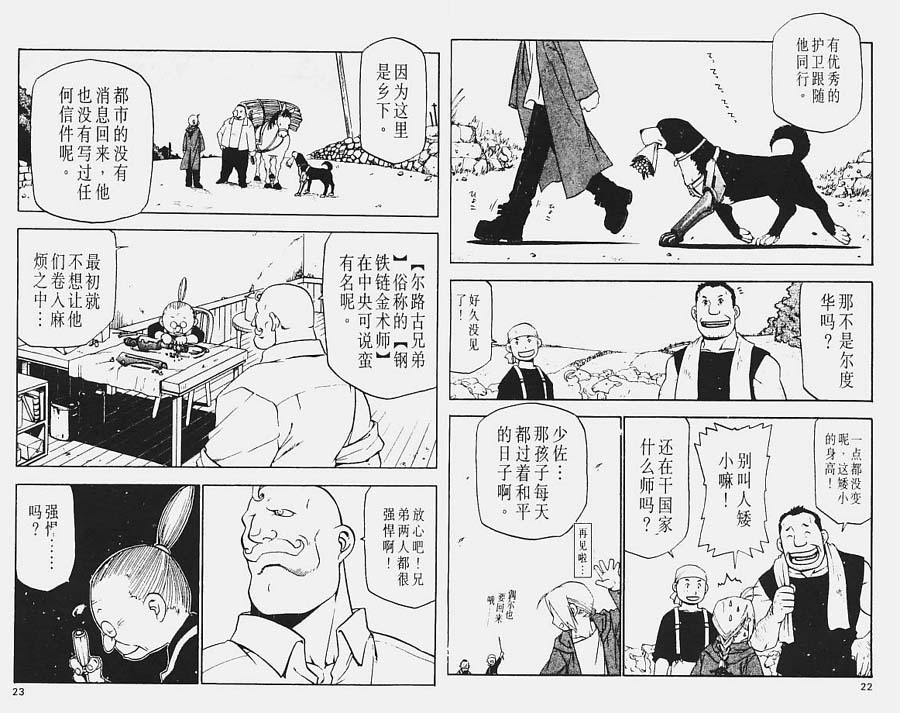 有优秀的
护卫跟随
他同行。
那不是尔度
华吗？
好久没见
了！
一点都没变
呢，这矮小
的身高！
别叫人矮
小嘛！
还在干国家
什么师吗？
再见啦…
偶尔也
要回来
哦
少佐…
那孩子每天
都过着和平
的日子啊。
22
因为这里
是乡下。
都市的没有
消息回来，他
也没有写过任
何信件呢。
【尔路古兄弟
】俗称的【钢
铁链金术师】
在中央可说蛮
有名呢。
最初就
不想让他
们卷入麻
烦之中…
放心吧！兄
弟两人都很
强悍啊！
强悍……
吗？
23